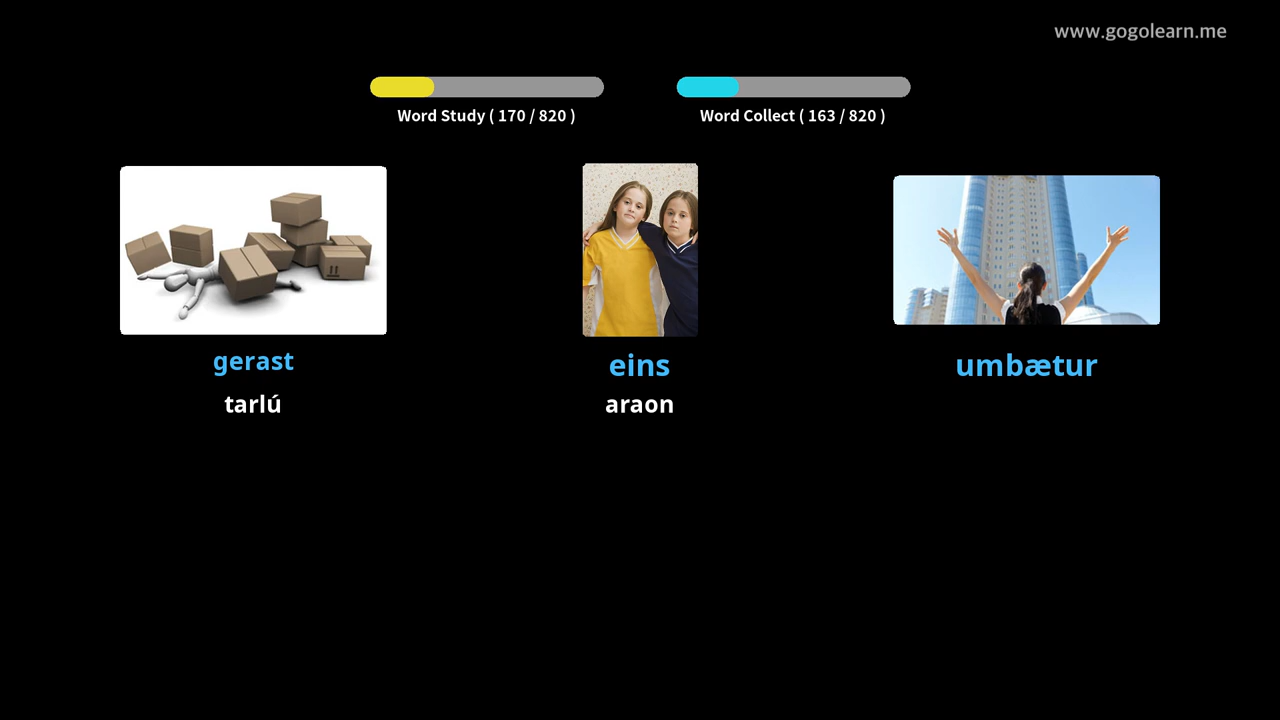 www.gogolearn.me
Word Study ( 170 / 820 )
Word Collect ( 163 / 820 )
gerast
eins
umbætur
tarlú
araon